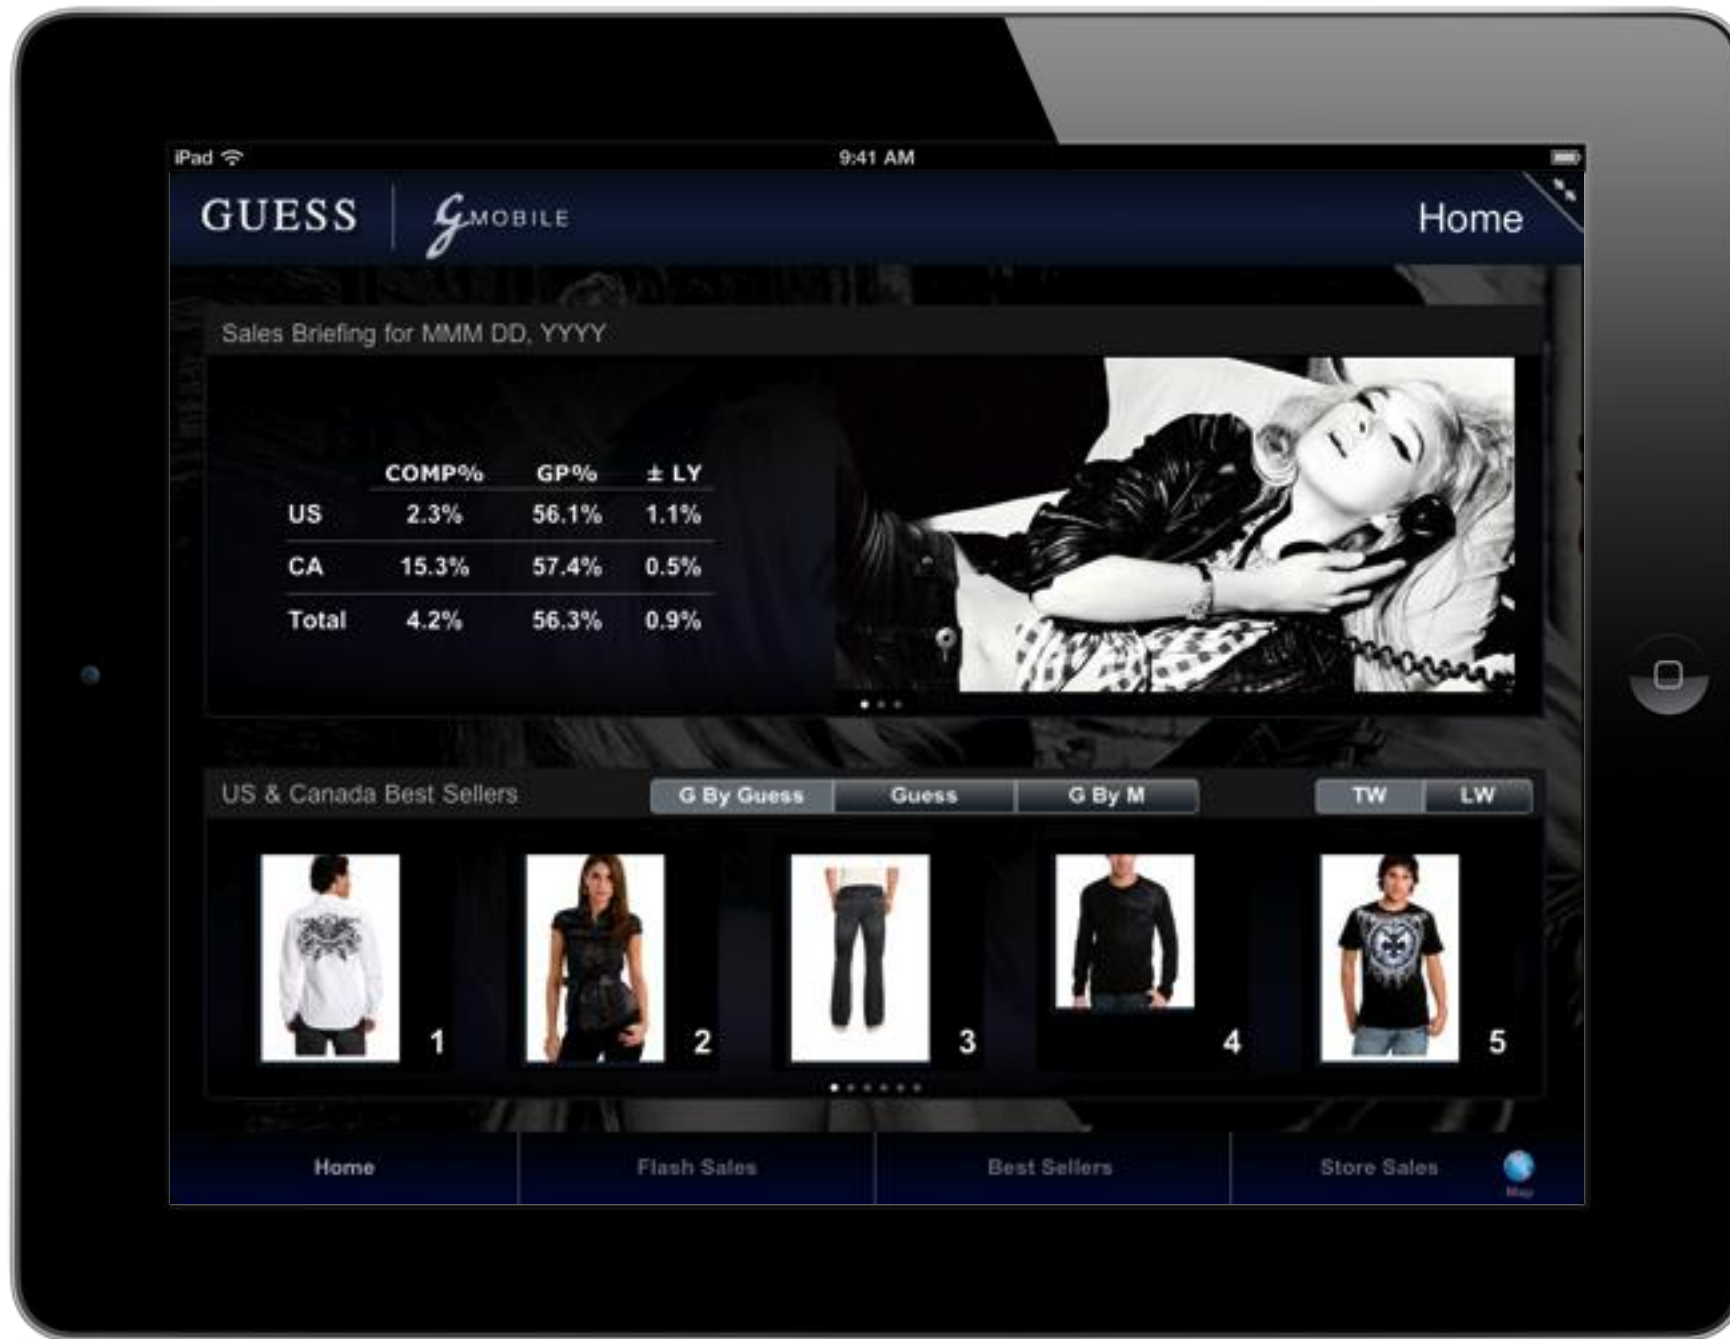 iPad 9:41 AM
GUESS G MOBILE Home
Sales Briefing for MMM DD, YYYY
COMP% GP% ± LY
US 2.3% 56.1% 1.1%
CA 15.3% 57.4% 0.5%
Total 4.2% 56.3% 0.9%
US & Canada Best Sellers G By Guess Guess G By M TW LW
1 2 3 4 5
Home Flash Sales Best Sellers Store Sales
Map